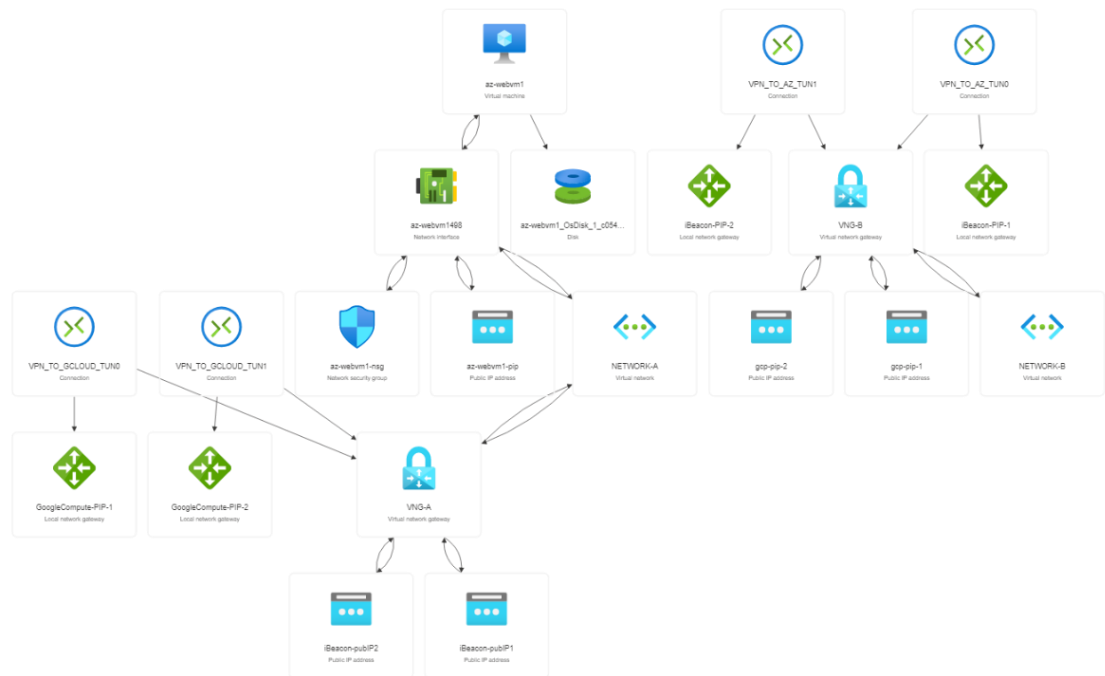 az-webvm1
Virtual machine
VPN_TO_AZ_TUN1
Connection
VPN_TO_AZ_TUN0
Connection
az-webvm1498
Network interface
az-webvm1_OsDisk_1_c054...
Disk
iBeacon-PIP-2
Local network gateway
VNG-B
Virtual network gateway
iBeacon-PIP-1
Local network gateway
VPN_TO_GCLOUD_TUN0
Connection
VPN_TO_GCLOUD_TUN1
Connection
az-webvm1-nsg
Network security group
az-webvm1-pip
Public IP address
NETWORK-A
Virtual network
gcp-pip-2
Public IP address
gcp-pip-1
Public IP address
NETWORK-B
Virtual network
GoogleCompute-PIP-1
Local network gateway
GoogleCompute-PIP-2
Local network gateway
VNG-A
Virtual network gateway
iBeacon-pubIP2
Public IP address
iBeacon-pubIP1
Public IP address